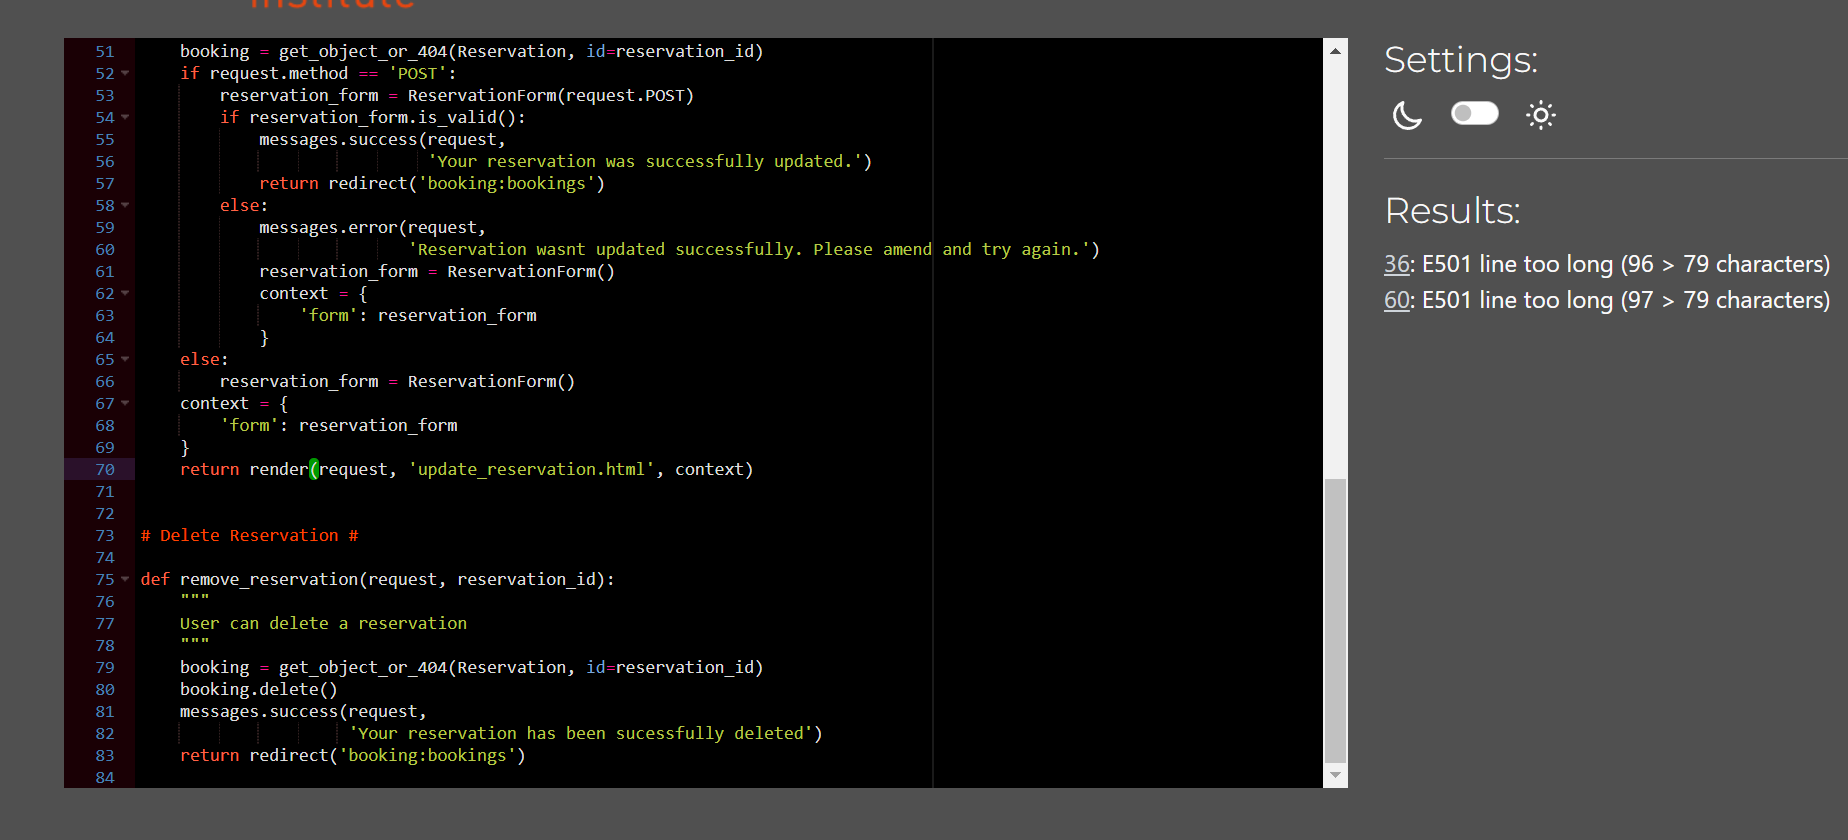 institute
51     booking = get_object_or_404(Reservation, id=reservation_id)
52     if request.method == 'POST':
53         reservation_form = ReservationForm(request.POST)
54         if reservation_form.is_valid():
55             messages.success(request,
56                              'Your reservation was successfully updated.')
57             return redirect('booking:bookings')
58         else:
59             messages.error(request,
60                            'Reservation wasnt updated successfully. Please amend and try again.')
61             reservation_form = ReservationForm()
62             context = {
63                 'form': reservation_form
64             }
65     else:
66         reservation_form = ReservationForm()
67     context = {
68         'form': reservation_form
69     }
70     return render(request, 'update_reservation.html', context)
71
72
73 # Delete Reservation #
74
75 def remove_reservation(request, reservation_id):
76     """
77     User can delete a reservation
78     """
79     booking = get_object_or_404(Reservation, id=reservation_id)
80     booking.delete()
81     messages.success(request,
82                      'Your reservation has been sucessfully deleted')
83     return redirect('booking:bookings')
84
Settings:
Results:
36: E501 line too long (96 > 79 characters)
60: E501 line too long (97 > 79 characters)